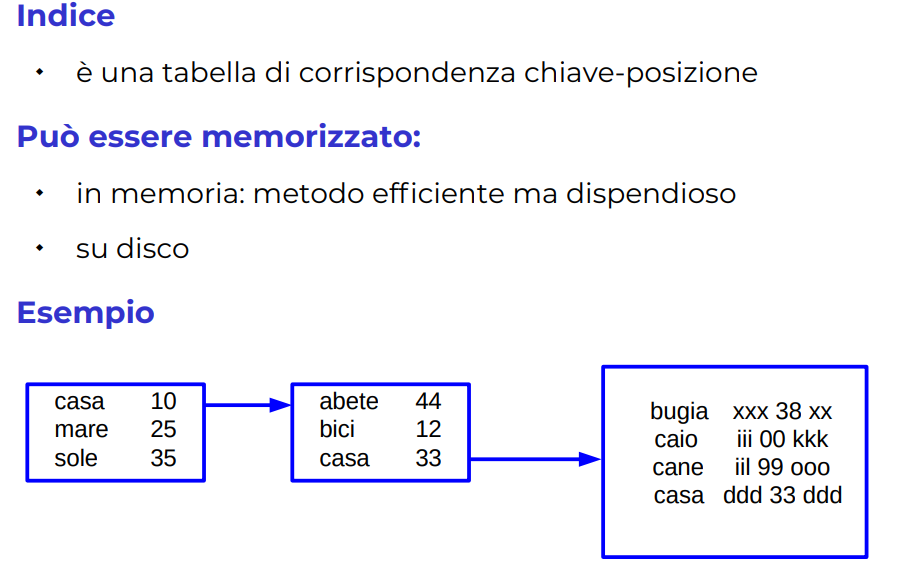 Indice
è una tabella di corrispondenza chiave-posizione
Può essere memorizzato:
in memoria: metodo efficiente ma dispendioso
su disco
Esempio
casa 10
mare 25
sole 35
abete 44
bici 12
casa 33
bugia xxx 38 xx
caio iii 00 kkk
cane iil 99 ooo
casa ddd 33 ddd